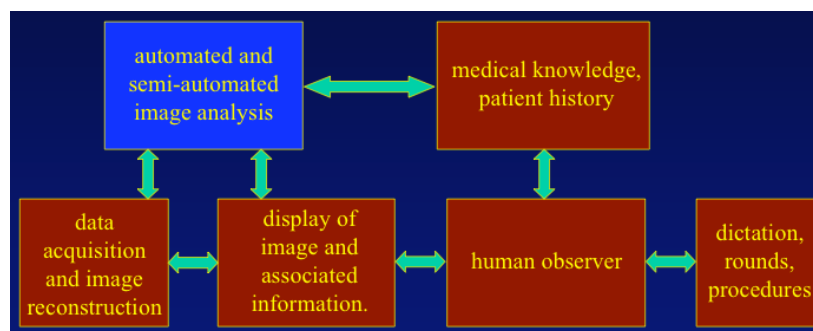 automated and
semi-automated
image analysis
medical knowledge,
patient history
data
acquisition
and image
reconstruction
display of
image and
associated
information.
human observer
dictation,
rounds,
procedures